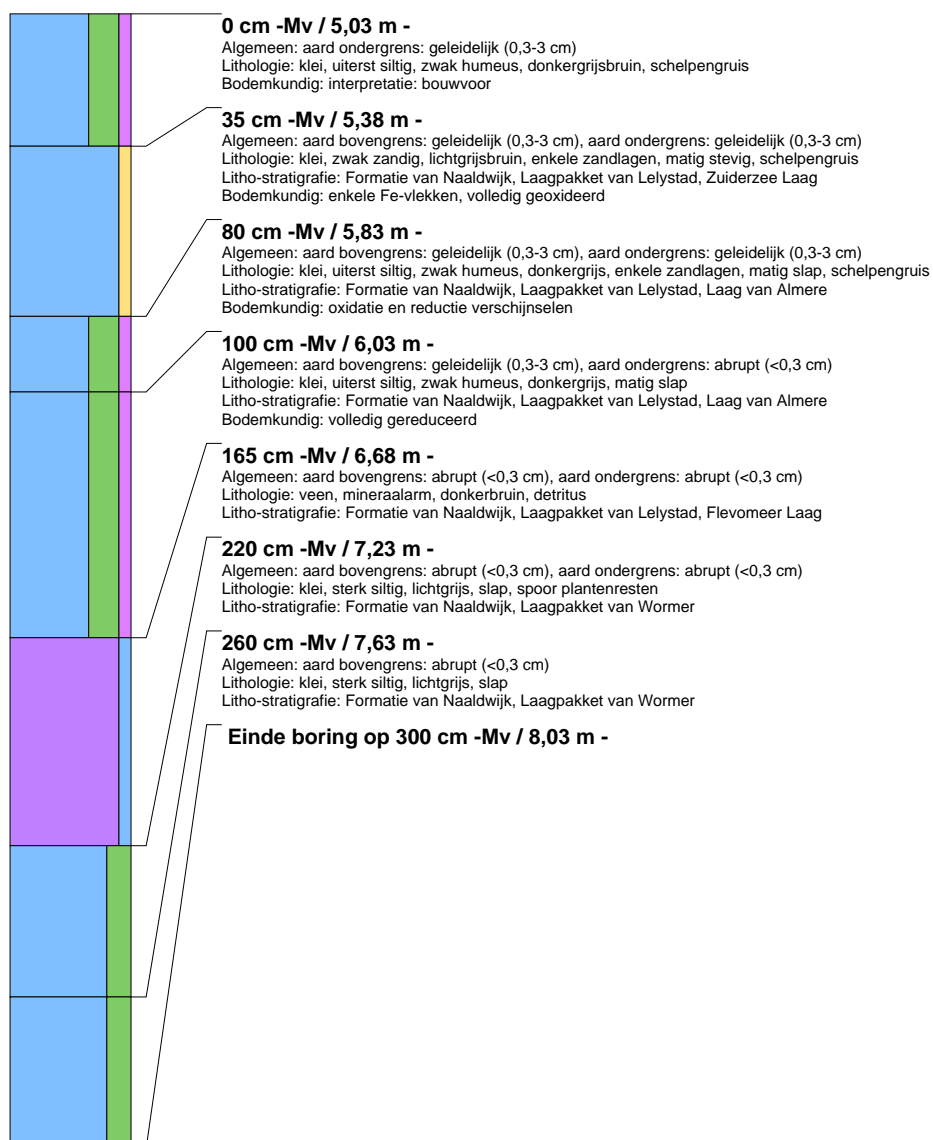 0 cm -Mv / 5,03 m -
Algemeen: aard ondergrens: geleidelijk (0,3-3 cm)
Lithologie: klei, uiterst siltig, zwak humeus, donkergrijsbruin, schelpengruis
Bodemkundig: interpretatie: bouwvoor
35 cm -Mv / 5,38 m -
Algemeen: aard bovengrens: geleidelijk (0,3-3 cm), aard ondergrens: geleidelijk (0,3-3 cm)
Lithologie: klei, zwak zandig, lichtgrijsbruin, enkele zandlagen, matig stevig, schelpengruis
Litho-stratigrafie: Formatie van Naaldwijk, Laagpakket van Lelystad, Zuiderzee Laag
Bodemkundig: enkele Fe-vlekken, volledig geoxideerd
80 cm -Mv / 5,83 m -
Algemeen: aard bovengrens: geleidelijk (0,3-3 cm), aard ondergrens: geleidelijk (0,3-3 cm)
Lithologie: klei, uiterst siltig, zwak humeus, donkergrijs, enkele zandlagen, matig slap, schelpengruis
Litho-stratigrafie: Formatie van Naaldwijk, Laagpakket van Lelystad, Laag van Almere
Bodemkundig: oxidatie en reductie verschijnselen
100 cm -Mv / 6,03 m -
Algemeen: aard bovengrens: geleidelijk (0,3-3 cm), aard ondergrens: abrupt (<0,3 cm)
Lithologie: klei, uiterst siltig, zwak humeus, donkergrijs, matig slap
Litho-stratigrafie: Formatie van Naaldwijk, Laagpakket van Lelystad, Laag van Almere
Bodemkundig: volledig gereduceerd
165 cm -Mv / 6,68 m -
Algemeen: aard bovengrens: abrupt (<0,3 cm), aard ondergrens: abrupt (<0,3 cm)
Lithologie: veen, mineraalarm, donkerbruin, detritus
Litho-stratigrafie: Formatie van Naaldwijk, Laagpakket van Lelystad, Flevomeer Laag
220 cm -Mv / 7,23 m -
Algemeen: aard bovengrens: abrupt (<0,3 cm), aard ondergrens: abrupt (<0,3 cm)
Lithologie: klei, sterk siltig, lichtgrijs, slap, spoor plantenresten
Litho-stratigrafie: Formatie van Naaldwijk, Laagpakket van Wormer
260 cm -Mv / 7,63 m -
Algemeen: aard bovengrens: abrupt (<0,3 cm)
Lithologie: klei, sterk siltig, lichtgrijs, slap
Litho-stratigrafie: Formatie van Naaldwijk, Laagpakket van Wormer
Einde boring op 300 cm -Mv / 8,03 m -